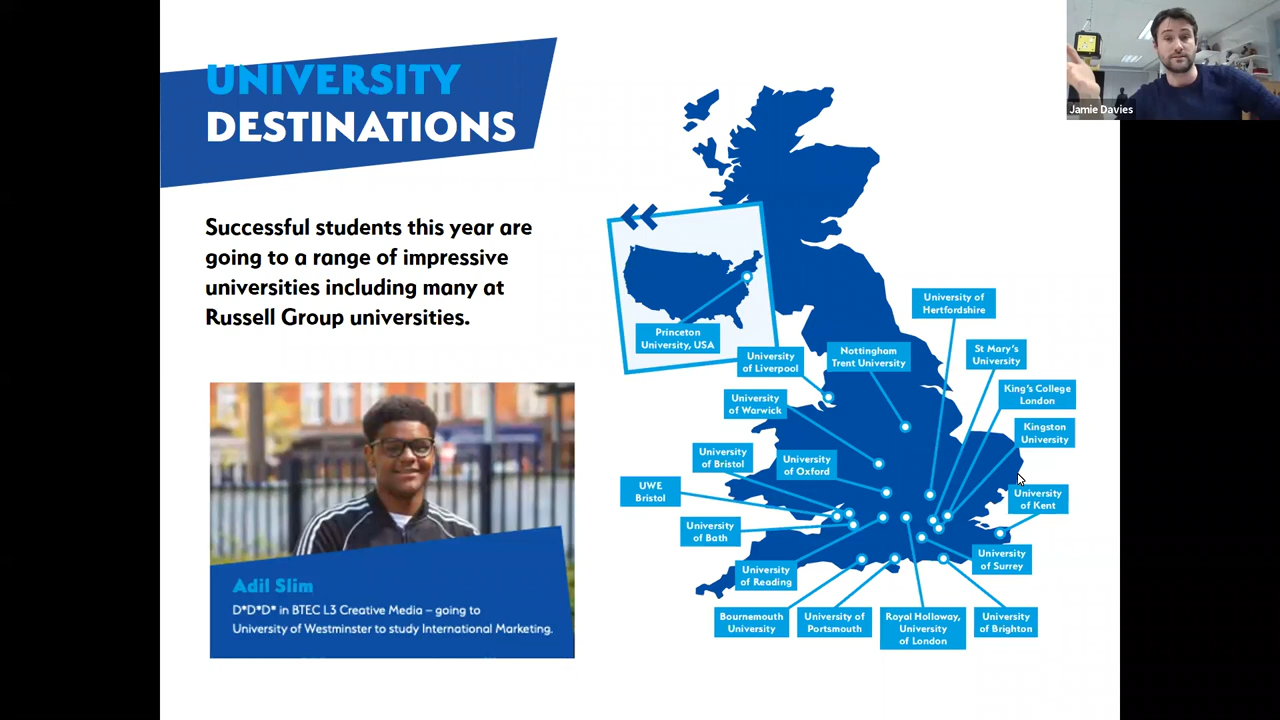 UNIVERSITY
DESTINATIONS
Successful students this year are
going to a range of impressive
universities including many at
Russell Group universities.
Adil Slim
D*D*D* in BTEC L3 Creative Media – going to
University of Westminster to study International Marketing.
Princeton
University, USA
University
of Liverpool
Nottingham
Trent University
University of
Hertfordshire
St Mary's
University
King's College
London
Kingston
University
University
of Warwick
University
of Bristol
University
of Oxford
UWE
Bristol
University
of Kent
University
of Bath
University
of Surrey
University
of Reading
Bournemouth
University
University of
Portsmouth
Royal Holloway,
University
of London
University
of Brighton
Jamie Davies